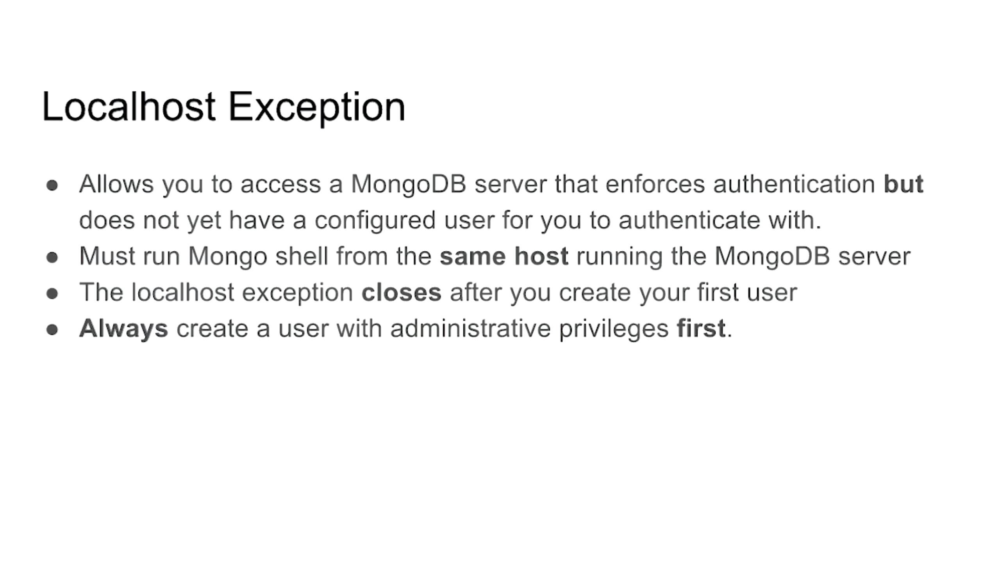 Localhost Exception
● Allows you to access a MongoDB server that enforces authentication but
does not yet have a configured user for you to authenticate with.
● Must run Mongo shell from the same host running the MongoDB server
● The localhost exception closes after you create your first user
● Always create a user with administrative privileges first.